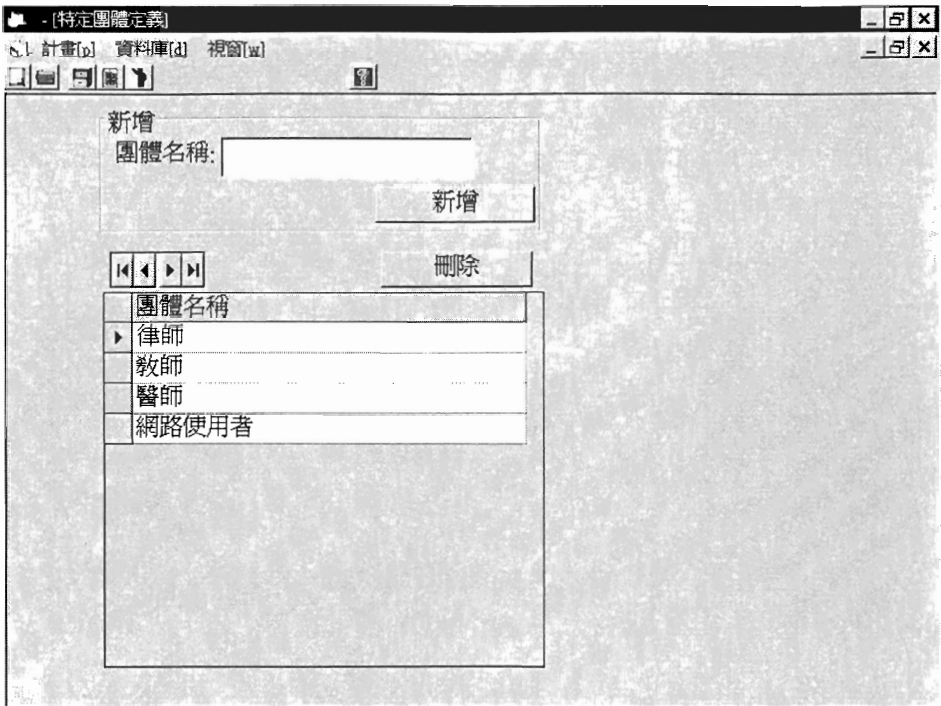 - [特定團體定義]
計畫[p] 資料庫[d] 視窗[w]
新增
團體名稱:
新增
刪除
團體名稱
律師
教師
醫師
網路使用者